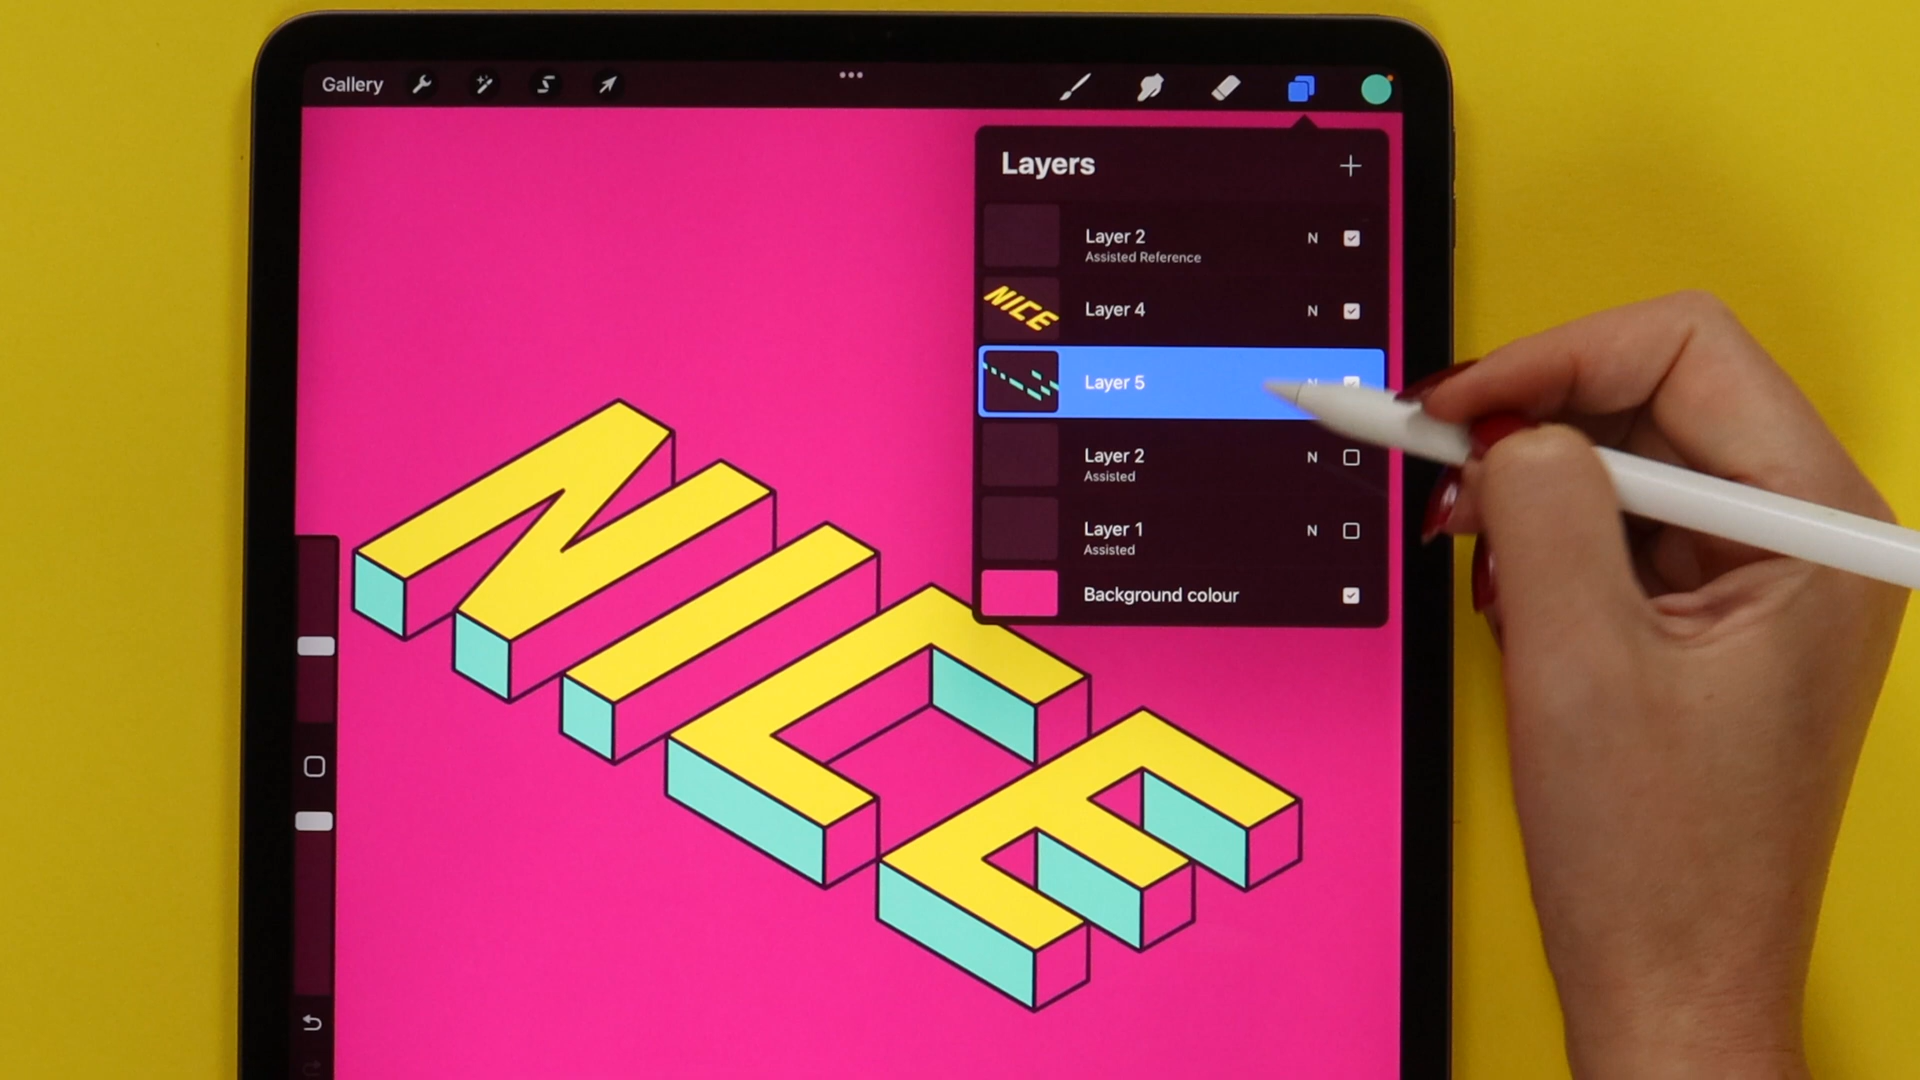 Gallery
Layers
Layer 2
N
Assisted Reference
NICE
Layer 4
N
Layer 5
N
Layer 2
N
Assisted
Layer 1
N
Assisted
Background colour
NICE